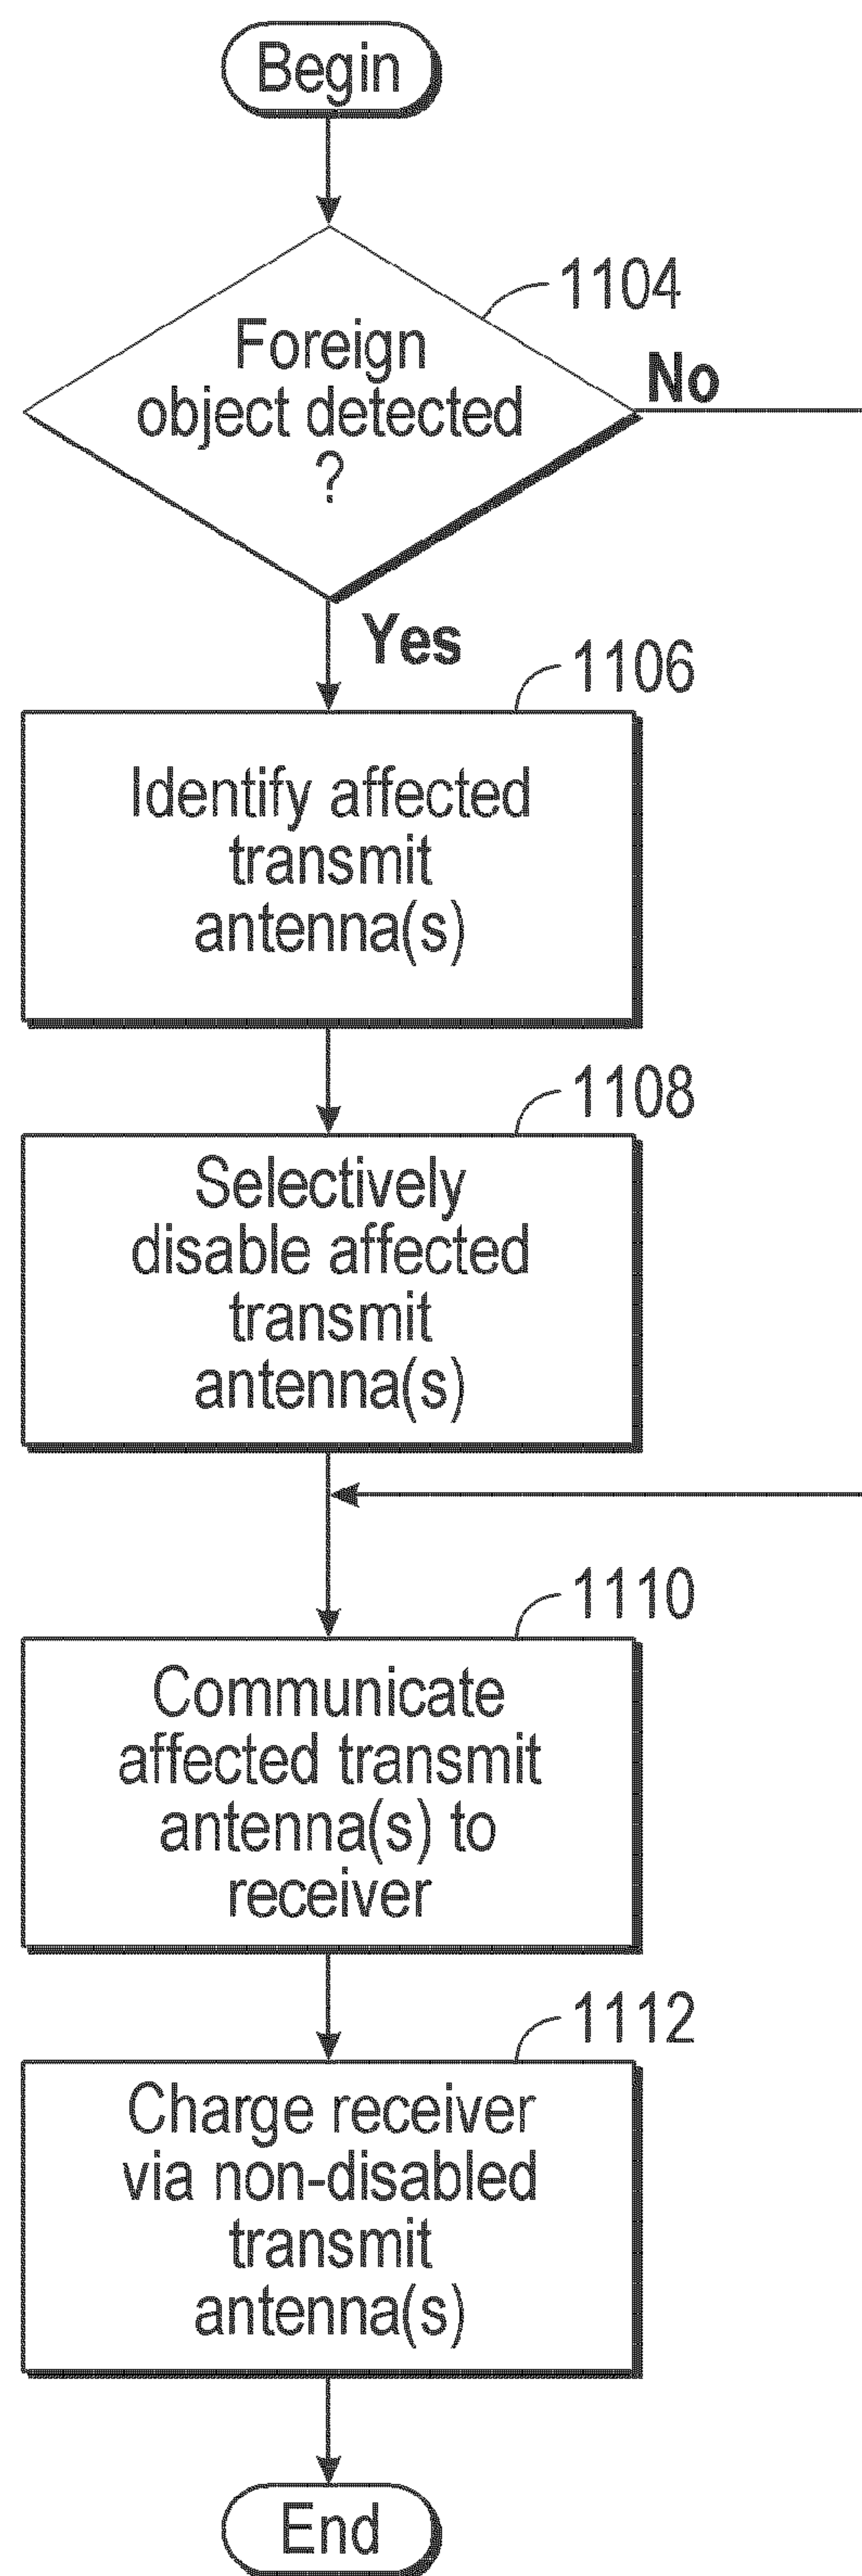 Begin
1104
Foreign
object detected
?
No
Yes
1106
Identify affected
transmit
antenna(s)
1108
Selectively
disable affected
transmit
antenna(s)
1110
Communicate
affected transmit
antenna(s) to
receiver
1112
Charge receiver
via non-disabled
transmit
antenna(s)
End